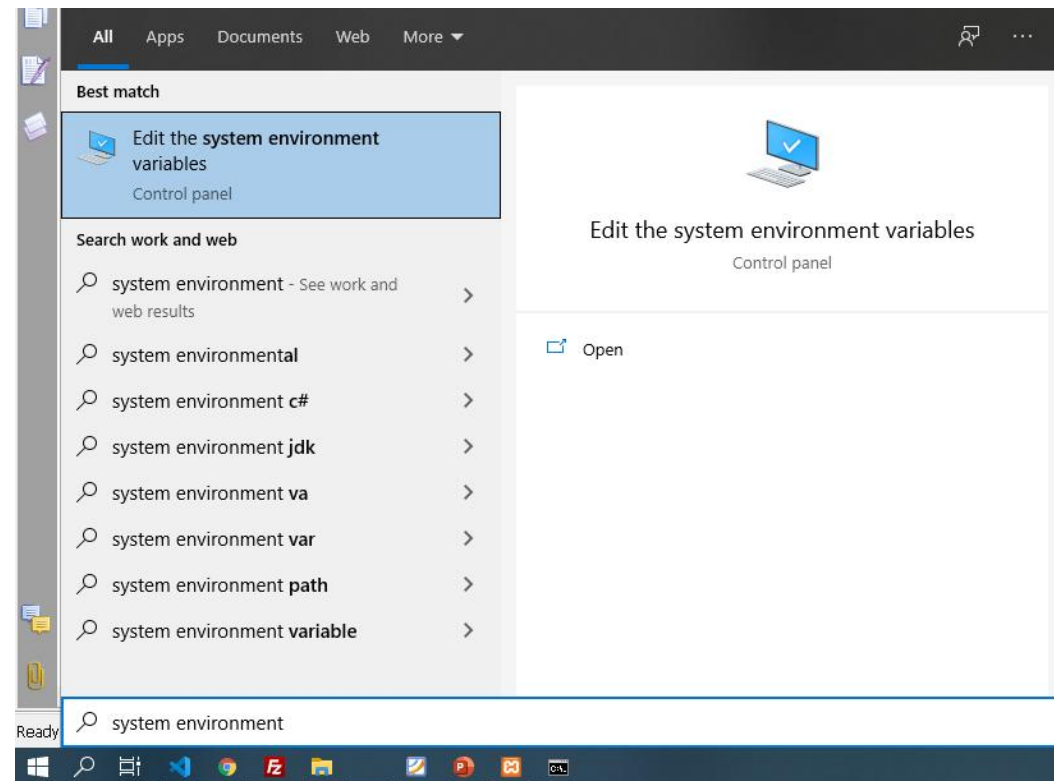 All Apps Documents Web More
Best match
Edit the system environment
variables
Control panel
Search work and web
system environment - See work and
web results
system environmental
system environment c#
system environment jdk
system environment va
system environment var
system environment path
system environment variable
Edit the system environment variables
Control panel
Open
Ready
system environment
Fz
P
C:\.